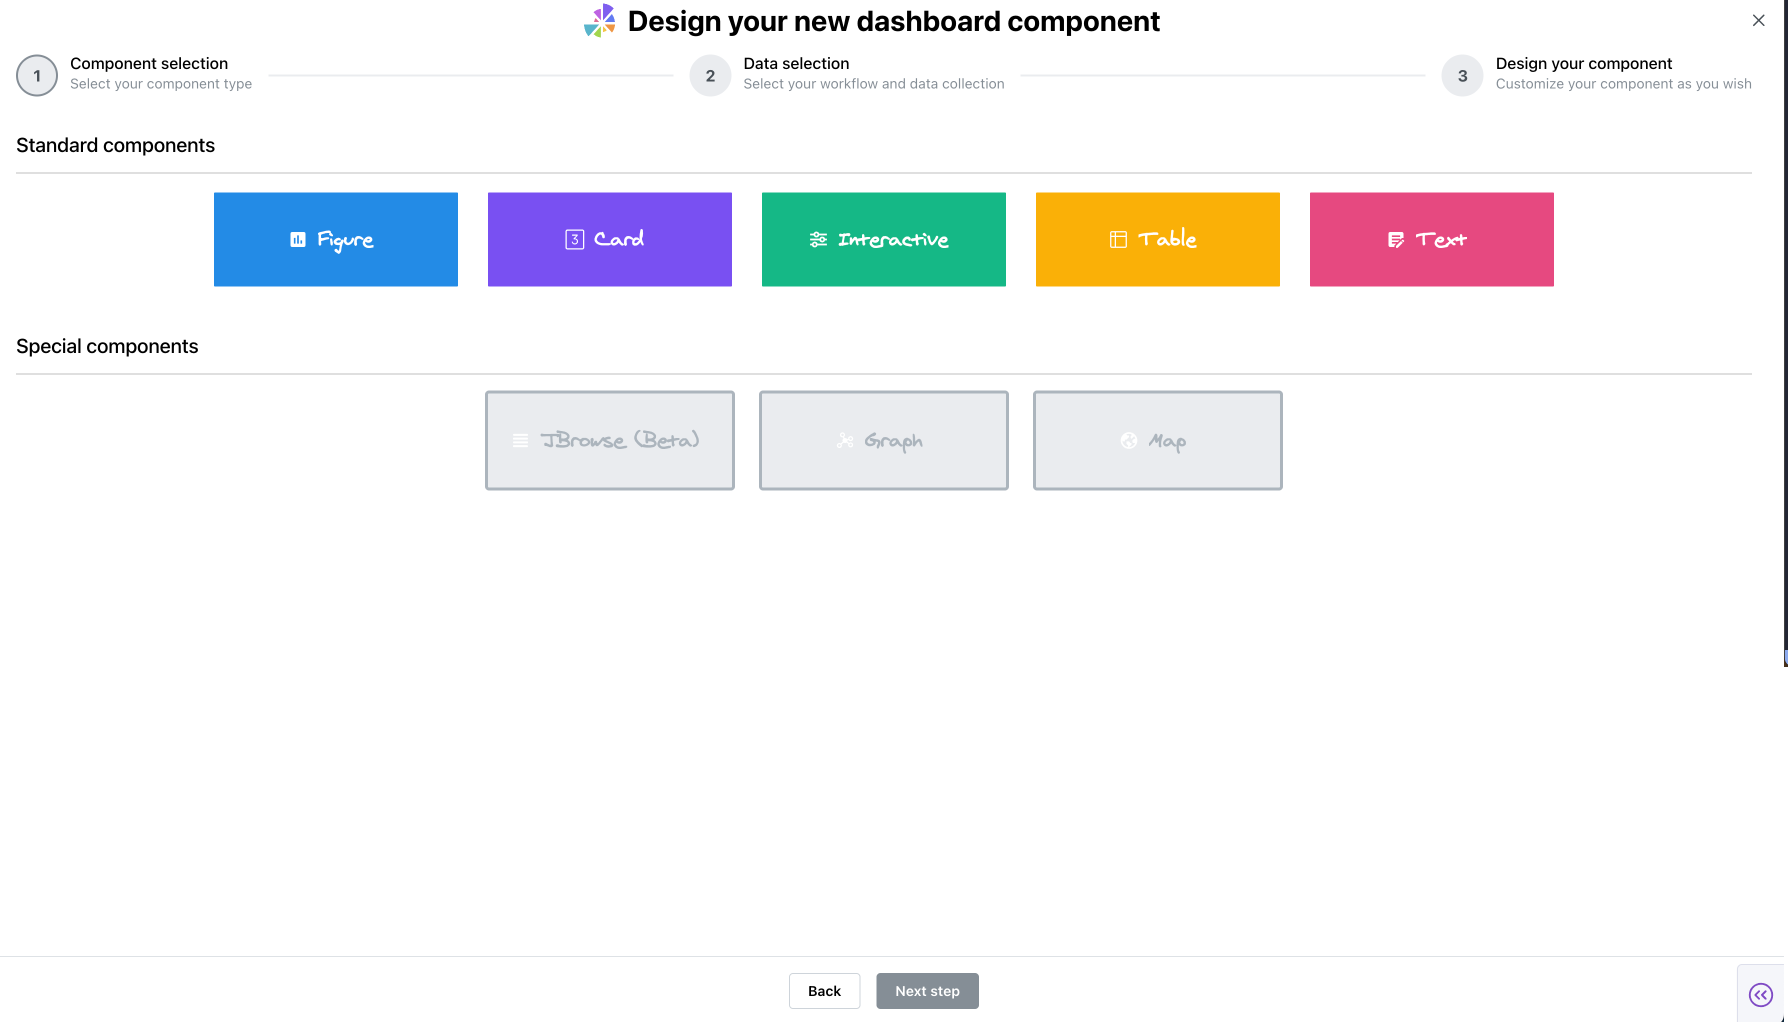 Design your new dashboard component
1
Component selection
Select your component type
2
Data selection
Select your workflow and data collection
3
Design your component
Customize your component as you wish
Standard components
Figure
3 Card
Interactive
Table
Text
Special components
JBrowse (Beta)
Graph
Map
Back
Next step